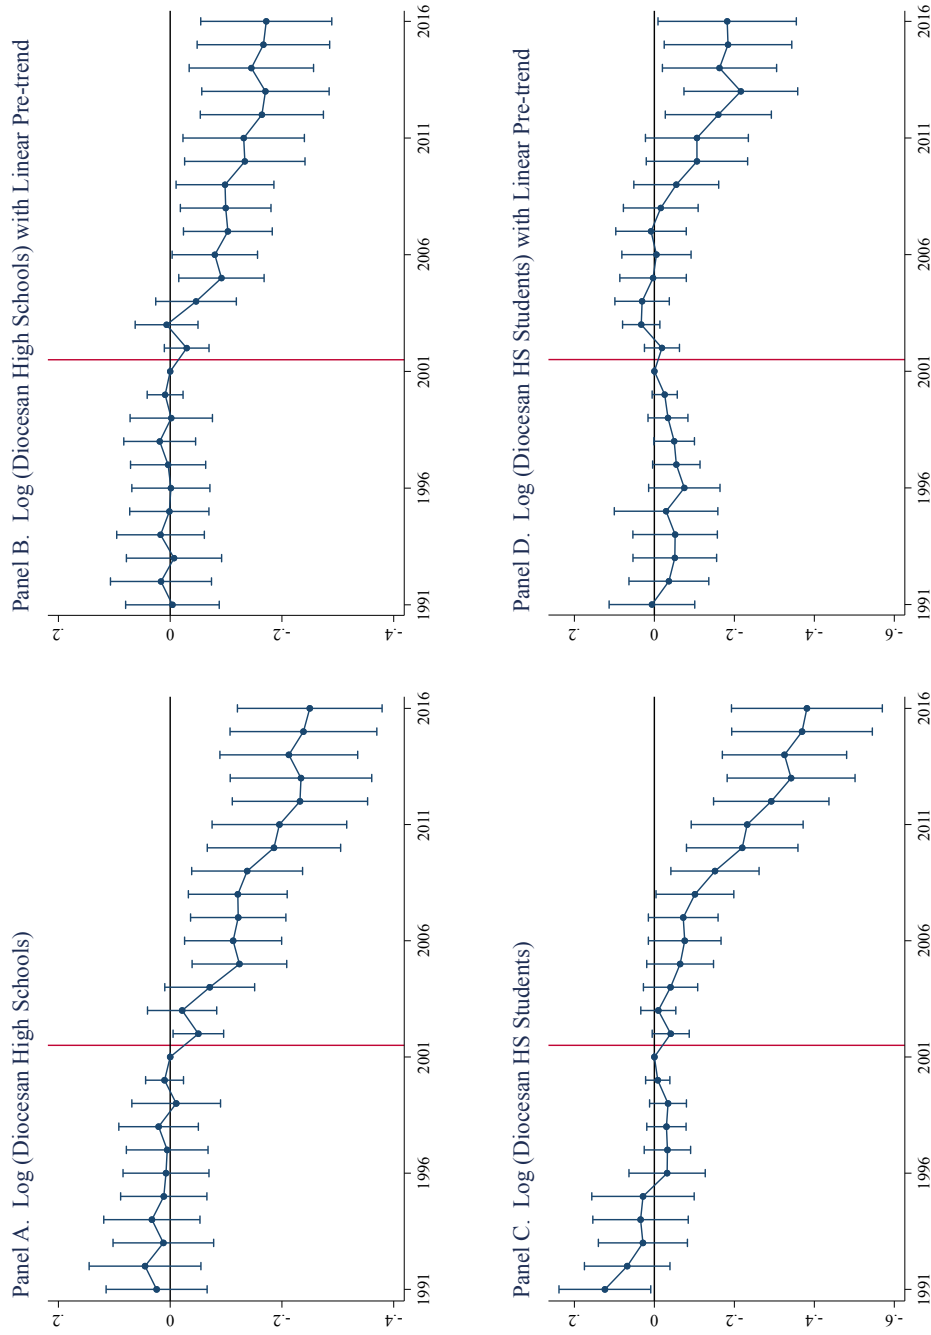 Panel A. Log (Diocesan High Schools)
.2
0
-.2
-.4
1991 1996 2001 2006 2011 2016
Panel B. Log (Diocesan High Schools) with Linear Pre-trend
.2
0
-.2
-.4
1991 1996 2001 2006 2011 2016
Panel C. Log (Diocesan HS Students)
.2
0
-.2
-.4
-.6
1991 1996 2001 2006 2011 2016
Panel D. Log (Diocesan HS Students) with Linear Pre-trend
.2
0
-.2
-.4
-.6
1991 1996 2001 2006 2011 2016